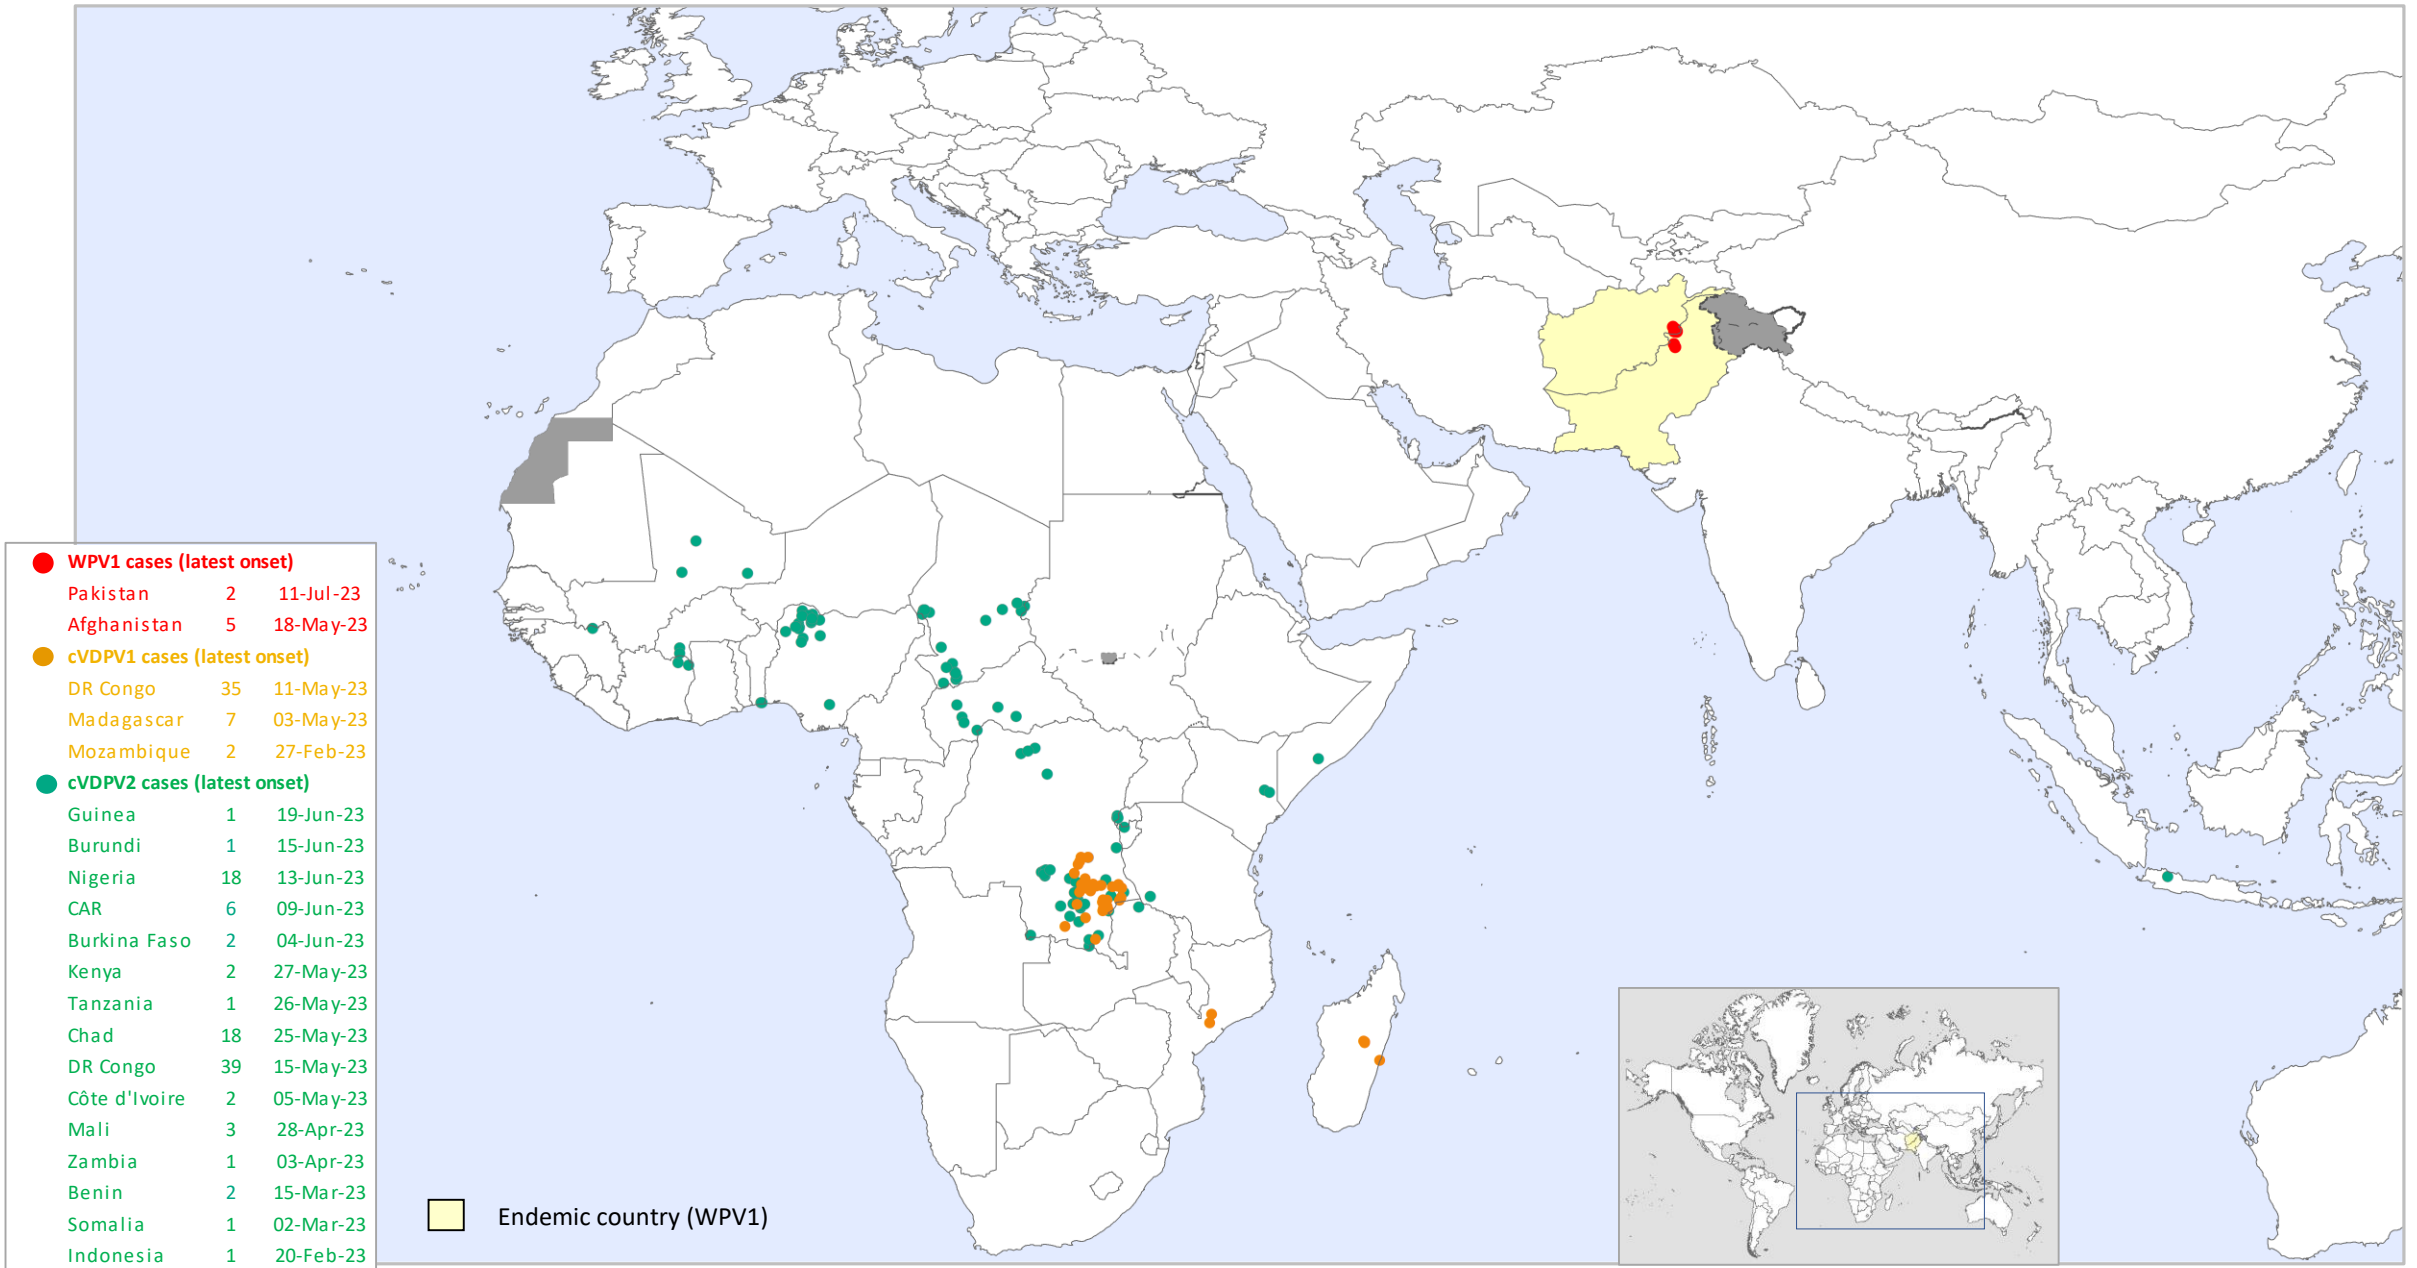 WPV1 cases (latest onset)
Pakistan 2 11-Jul-23
Afghanistan 5 18-May-23
cVDPV1 cases (latest onset)
DR Congo 35 11-May-23
Madagascar 7 03-May-23
Mozambique 2 27-Feb-23
cVDPV2 cases (latest onset)
Guinea 1 19-Jun-23
Burundi 1 15-Jun-23
Nigeria 18 13-Jun-23
CAR 6 09-Jun-23
Burkina Faso 2 04-Jun-23
Kenya 2 27-May-23
Tanzania 1 26-May-23
Chad 18 25-May-23
DR Congo 39 15-May-23
Côte d'Ivoire 2 05-May-23
Mali 3 28-Apr-23
Zambia 1 03-Apr-23
Benin 2 15-Mar-23
Somalia 1 02-Mar-23
Indonesia 1 20-Feb-23
Endemic country (WPV1)